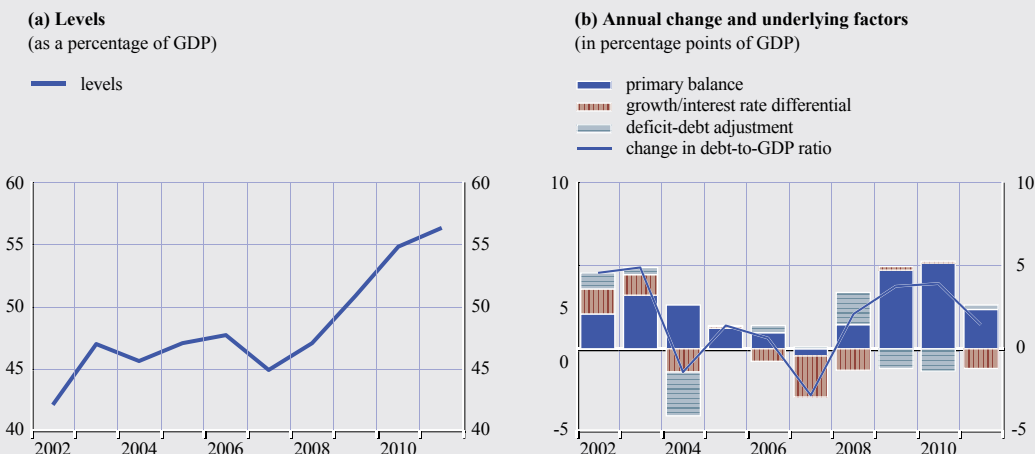 (a) Levels
(as a percentage of GDP)
levels
60
55
50
45
40
60
55
50
45
40
2002 2004 2006 2008 2010
(b) Annual change and underlying factors
(in percentage points of GDP)
primary balance
growth/interest rate differential
deficit-debt adjustment
change in debt-to-GDP ratio
10
5
0
-5
10
5
0
-5
2002 2004 2006 2008 2010